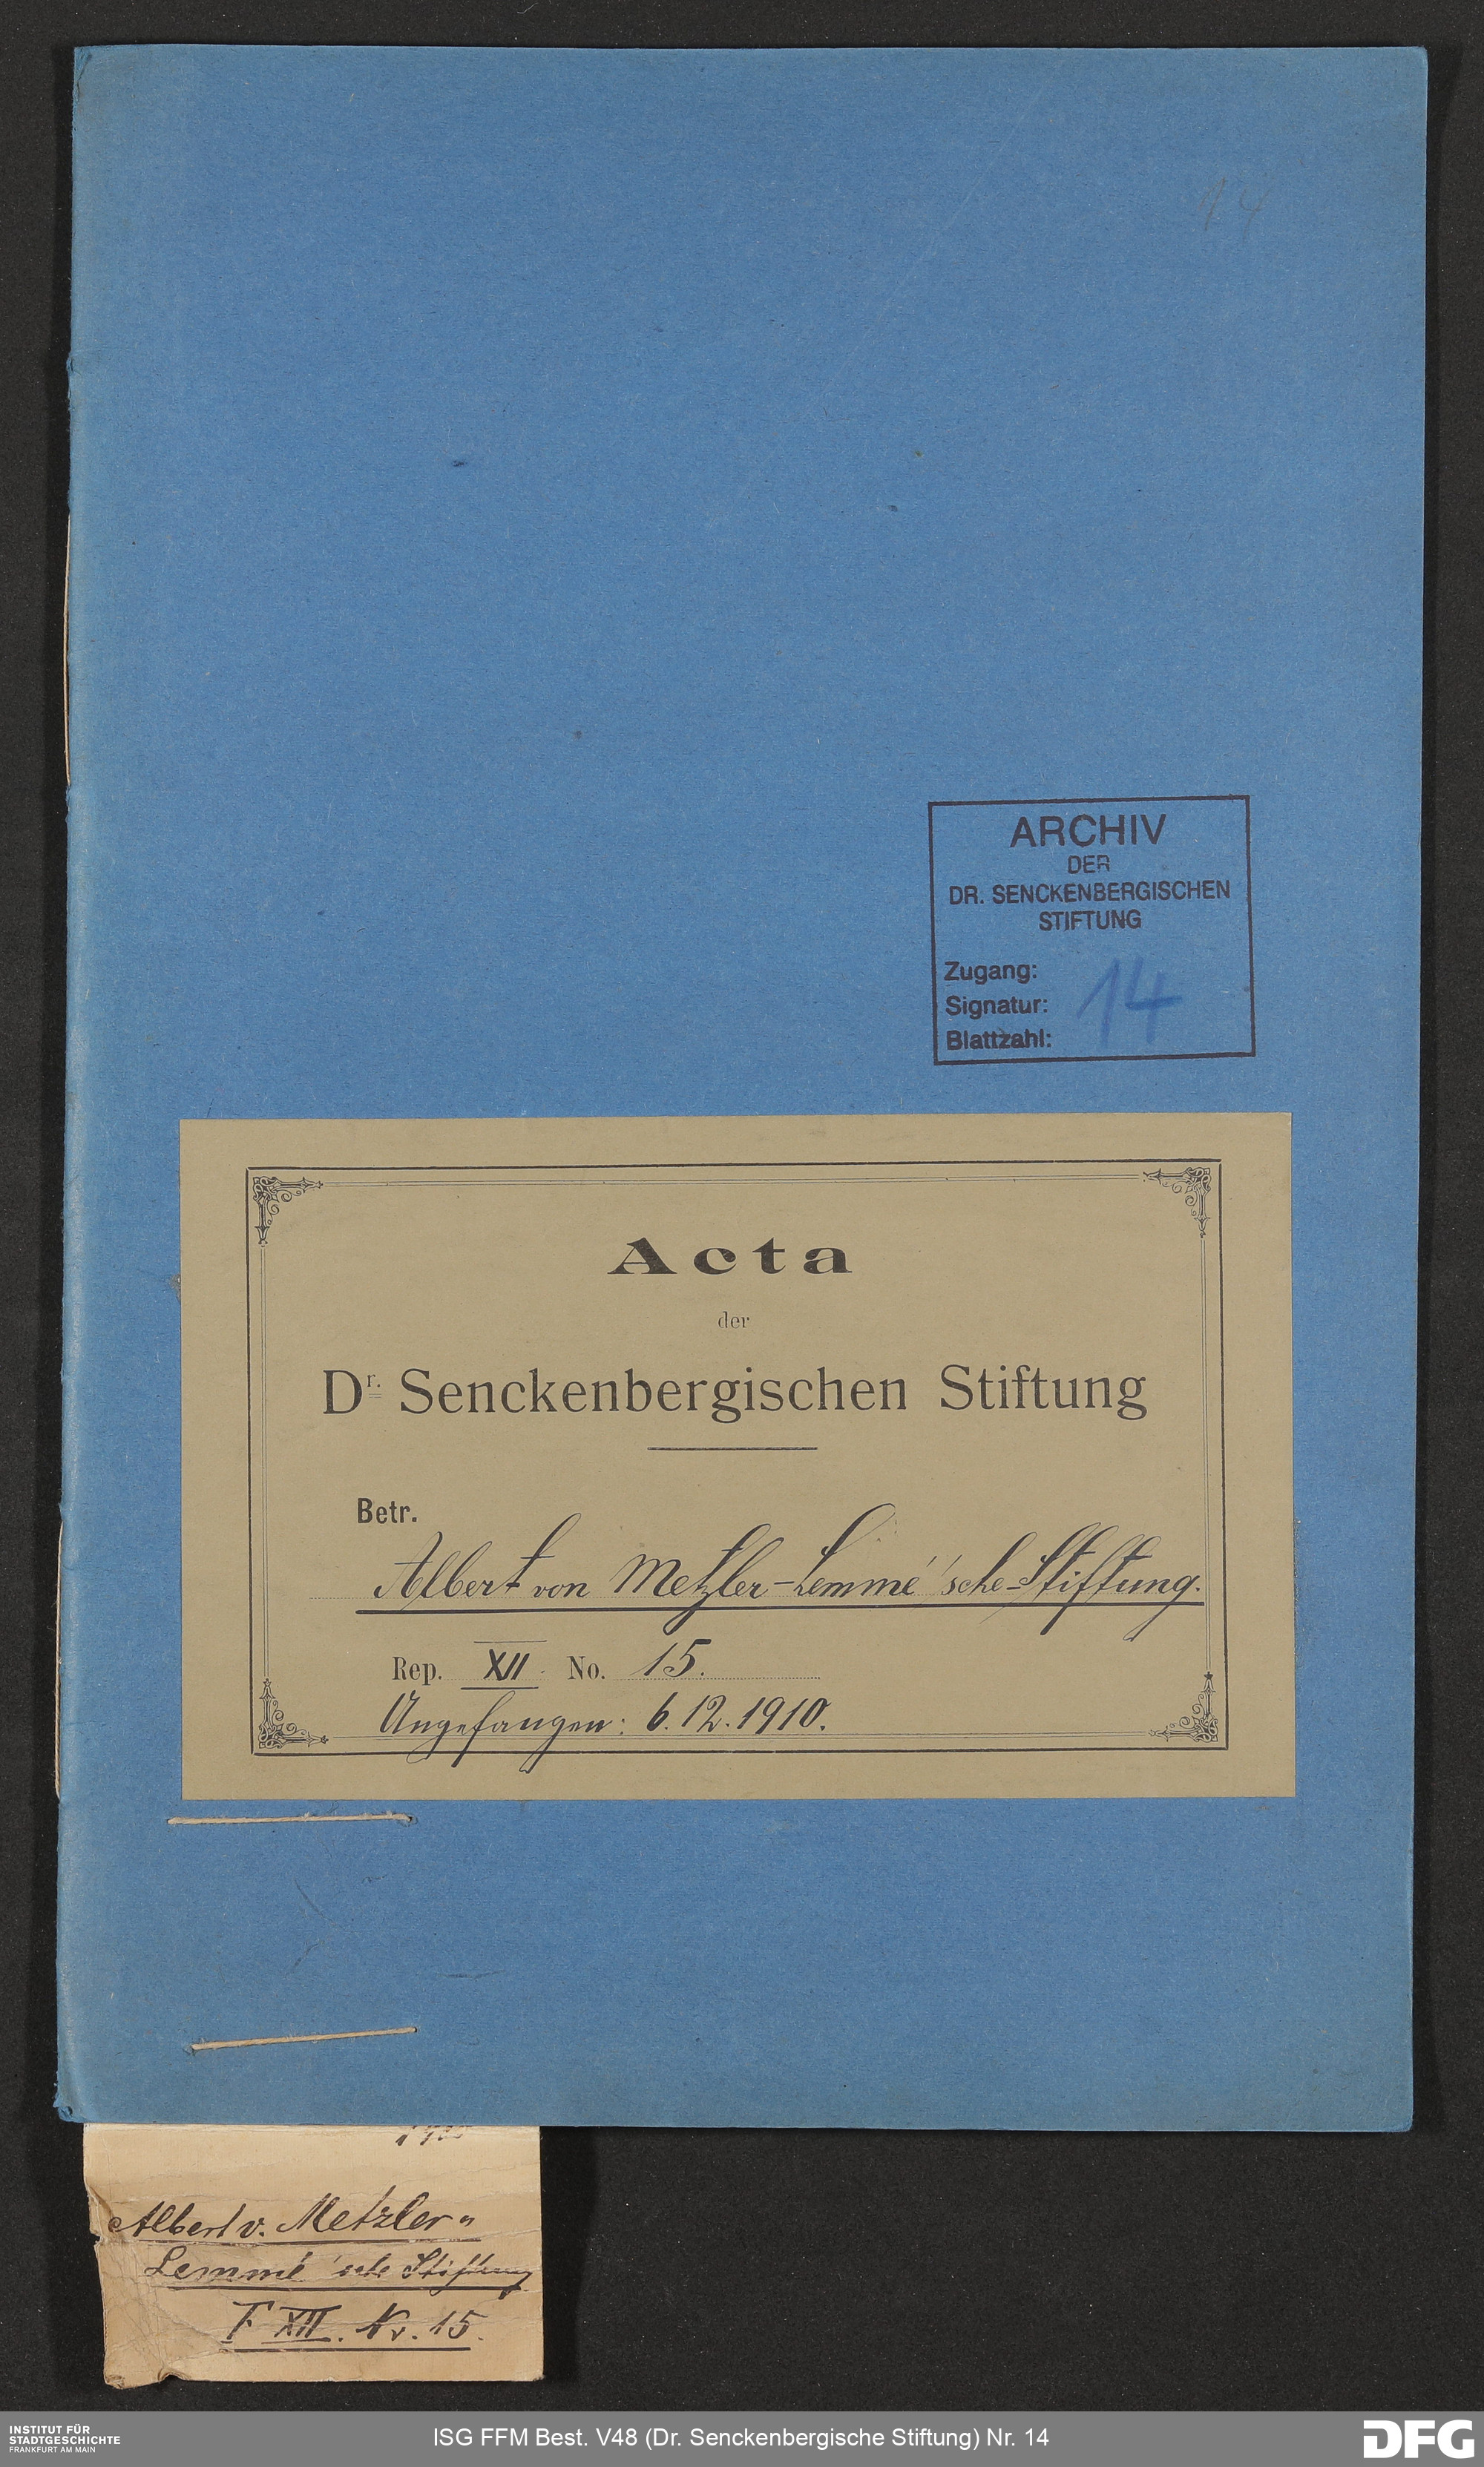 14
ARCHIV
DER
DR. SENCKENBERGISCHEN
STIFTUNG
Zugang:
Signatur: 14
Blattzahl:
Acta
der
Dr. Senckenbergischen Stiftung
Betr.
Albert von Metzler-Lemmé'sche-Stiftung.
Rep. XII. No. 15.
Angefangen: 6.12.1910.
Albert v. Metzler-
Lemmé'sche Stiftung
F XII. Nr. 15.
INSTITUT FÜR
STADTGESCHICHTE
FRANKFURT AM MAIN
ISG FFM Best. V48 (Dr. Senckenbergische Stiftung) Nr. 14
DFG